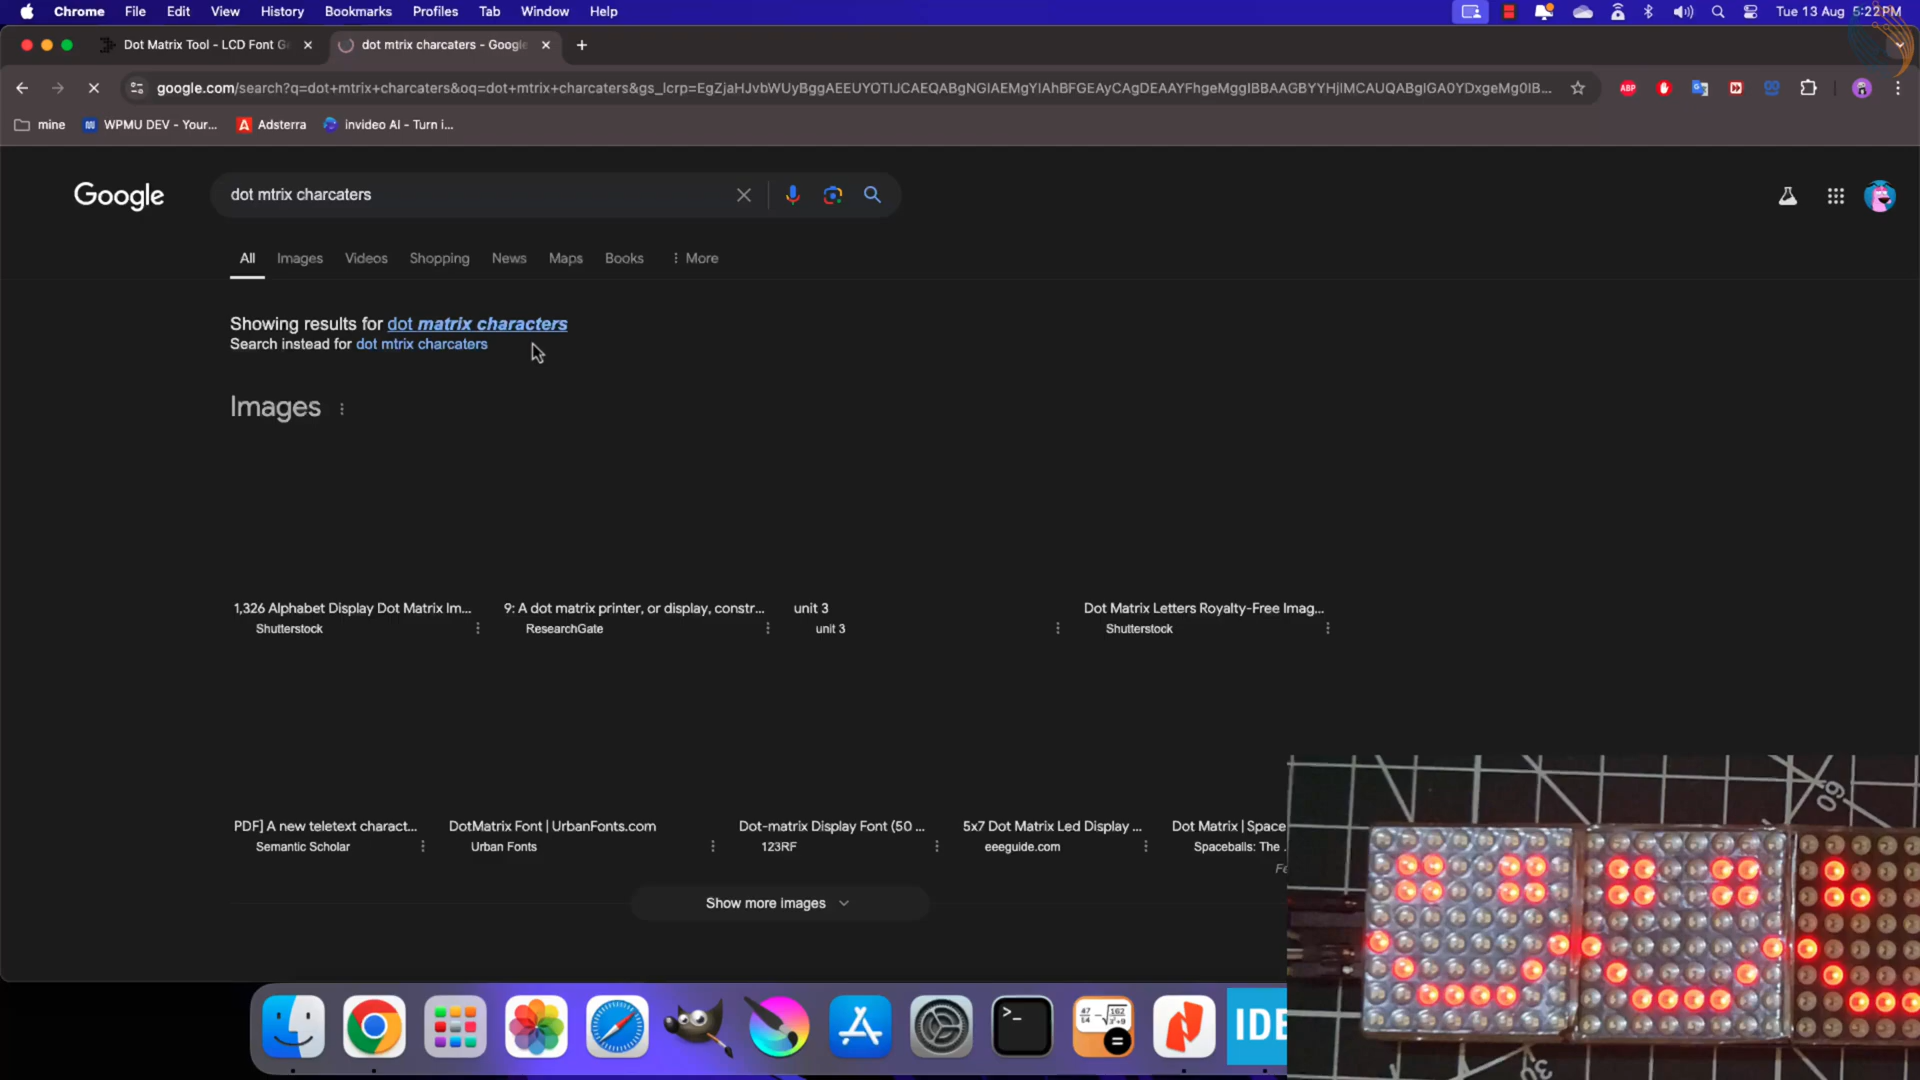 Chrome File Edit View History Bookmarks Profiles Tab Window Help
Tue 13 Aug 5:22PM
Dot Matrix Tool - LCD Font G
dot mtrix charcaters - Google
google.com/search?q=dot+mtrix+charcaters&oq=dot+mtrix+charcaters&gs_lcrp=EgZjaHJvbWUyBggAEEUYOTIJCAEQABgNGIAEMgYIAhBFGEAyCAgDEAAYFhgeMggIBBAAGBYYHjIMCAUQABgIGA0YDxgeMg0IB...
ABP
mine
WPMU DEV - Your...
Adsterra
invideo AI - Turn i...
Google
dot mtrix charcaters
All Images Videos Shopping News Maps Books More
Showing results for dot matrix characters
Search instead for dot mtrix charcaters
Images
1,326 Alphabet Display Dot Matrix Im...
Shutterstock
9: A dot matrix printer, or display, constr...
ResearchGate
unit 3
unit 3
Dot Matrix Letters Royalty-Free Imag...
Shutterstock
PDF] A new teletext charact...
Semantic Scholar
DotMatrix Font | UrbanFonts.com
Urban Fonts
Dot-matrix Display Font (50 ...
123RF
5x7 Dot Matrix Led Display ...
eeeguide.com
Dot Matrix | Space
Spaceballs: The
Show more images
IDE
60